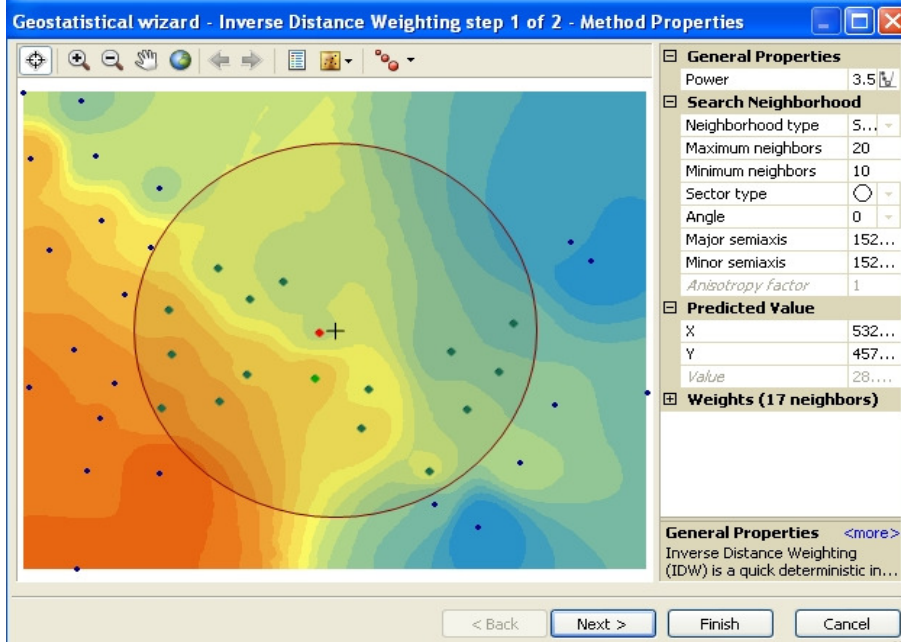 Geostatistical wizard - Inverse Distance Weighting step 1 of 2 - Method Properties
General Properties
Power 3.5
Search Neighborhood
Neighborhood type S...
Maximum neighbors 20
Minimum neighbors 10
Sector type
Angle 0
Major semiaxis 152...
Minor semiaxis 152...
Anisotropy factor 1
Predicted Value
X 532...
Y 457...
Value 28....
Weights (17 neighbors)
General Properties <more>
Inverse Distance Weighting
(IDW) is a quick deterministic in...
< Back Next > Finish Cancel